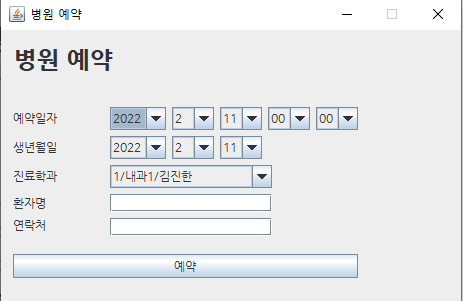 병원 예약
병원 예약
예약일자 2022 2 11 00 00
생년월일 2022 2 11
진료학과 1/내과1/김진한
환자명
연락처
예약